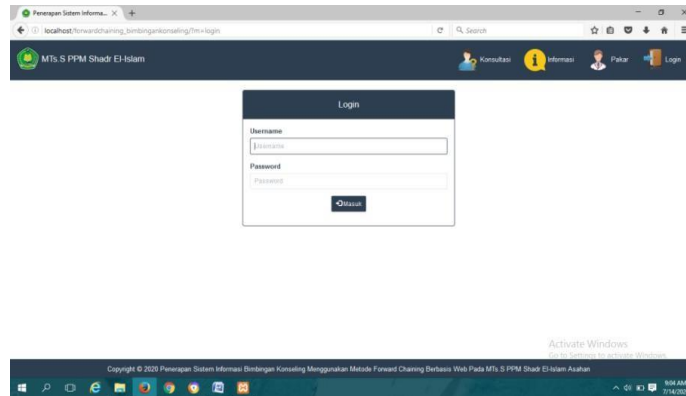 Penerapan Sistem Informa...
localhost/forwardchaining_bimbingankonseling/?m=login
Search
MTs.S PPM Shadr El-Islam
Konsultasi
Informasi
Pakar
Login
Login
Username
Username
Password
Password
Masuk
Activate Windows
Go to Settings to activate Windows.
Copyright © 2020 Penerapan Sistem Informasi Bimbingan Konseling Menggunakan Metode Forward Chaining Berbasis Web Pada MTs.S PPM Shadr El-Islam Asahan
9:04 AM